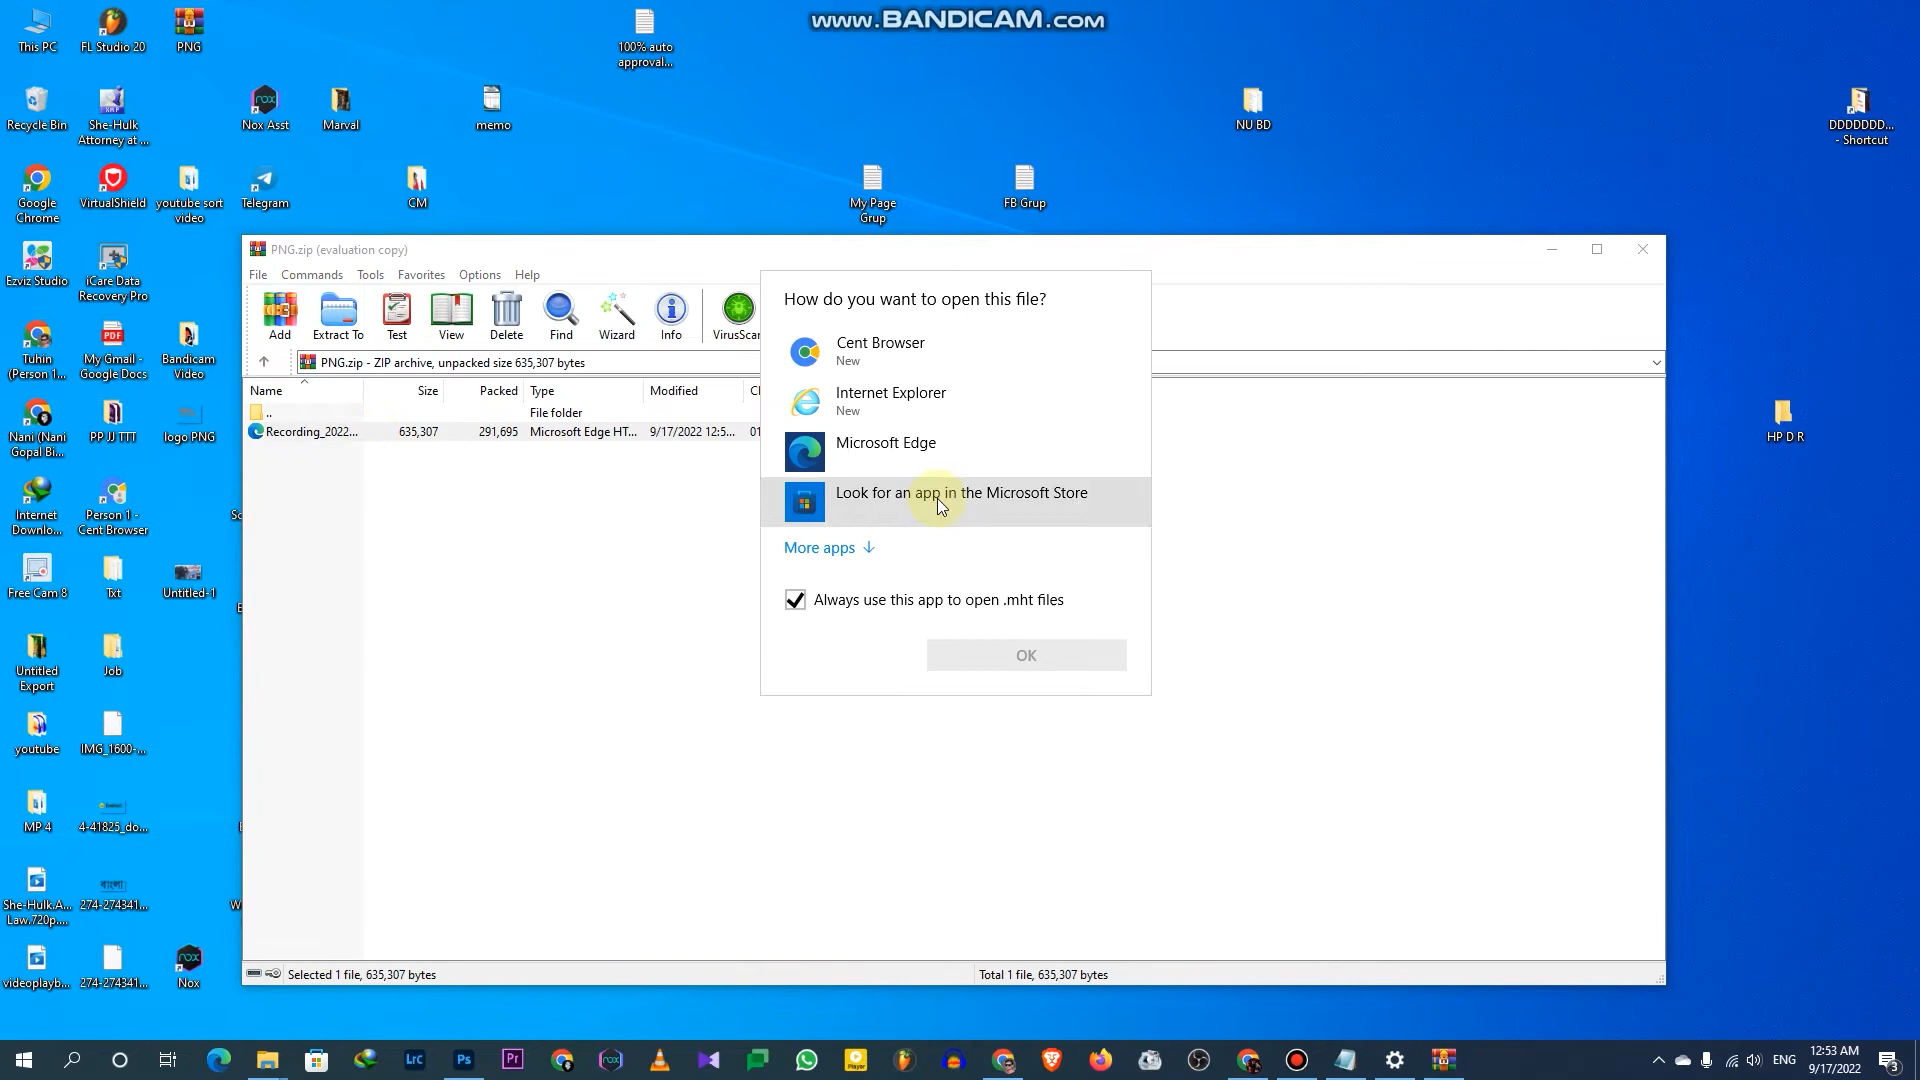 www.BANDICAM.com
This PC
FL Studio 20
PNG
100% auto
approval...
Recycle Bin
She-Hulk
Attorney at ...
Nox Asst
Marval
memo
NU BD
DDDDDDD...
- Shortcut
Google
Chrome
VirtualShield
youtube sort
video
Telegram
CM
My Page
Grup
FB Grup
Ezviz Studio
iCare Data
Recovery Pro
Tuhin
(Person 1...
My Gmail -
Google Docs
Bandicam
Video
Nani (Nani
Gopal Bi...
PP JJ TTT
logo PNG
HP D R
Internet
Downlo...
Person 1 -
Cent Browser
Free Cam 8
Txt
Untitled-1
Untitled
Export
Job
youtube
IMG_1600-...
MP 4
4-41825_do...
She-Hulk.A...
Law.720p....
274-274341...
videoplayb...
274-274341...
Nox
PNG.zip (evaluation copy)
File Commands Tools Favorites Options Help
Add Extract To Test View Delete Find Wizard Info VirusScan
PNG.zip - ZIP archive, unpacked size 635,307 bytes
Name Size Packed Type Modified
.. File folder
Recording_2022... 635,307 291,695 Microsoft Edge HT... 9/17/2022 12:5... 01
How do you want to open this file?
Cent Browser
New
Internet Explorer
New
Microsoft Edge
Look for an app in the Microsoft Store
More apps
Always use this app to open .mht files
OK
Selected 1 file, 635,307 bytes
Total 1 file, 635,307 bytes
Lrc
Ps
Pr
ENG
12:53 AM
9/17/2022
3